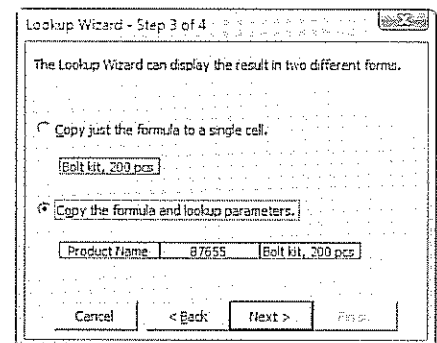 Lookup Wizard - Step 3 of 4
The Lookup Wizard can display the result in two different forms.
Copy just the formula to a single cell.
Bolt kit, 200 pcs
Copy the formula and lookup parameters.
Product Name 87655 Bolt kit, 200 pcs
Cancel < Back Next > Finish